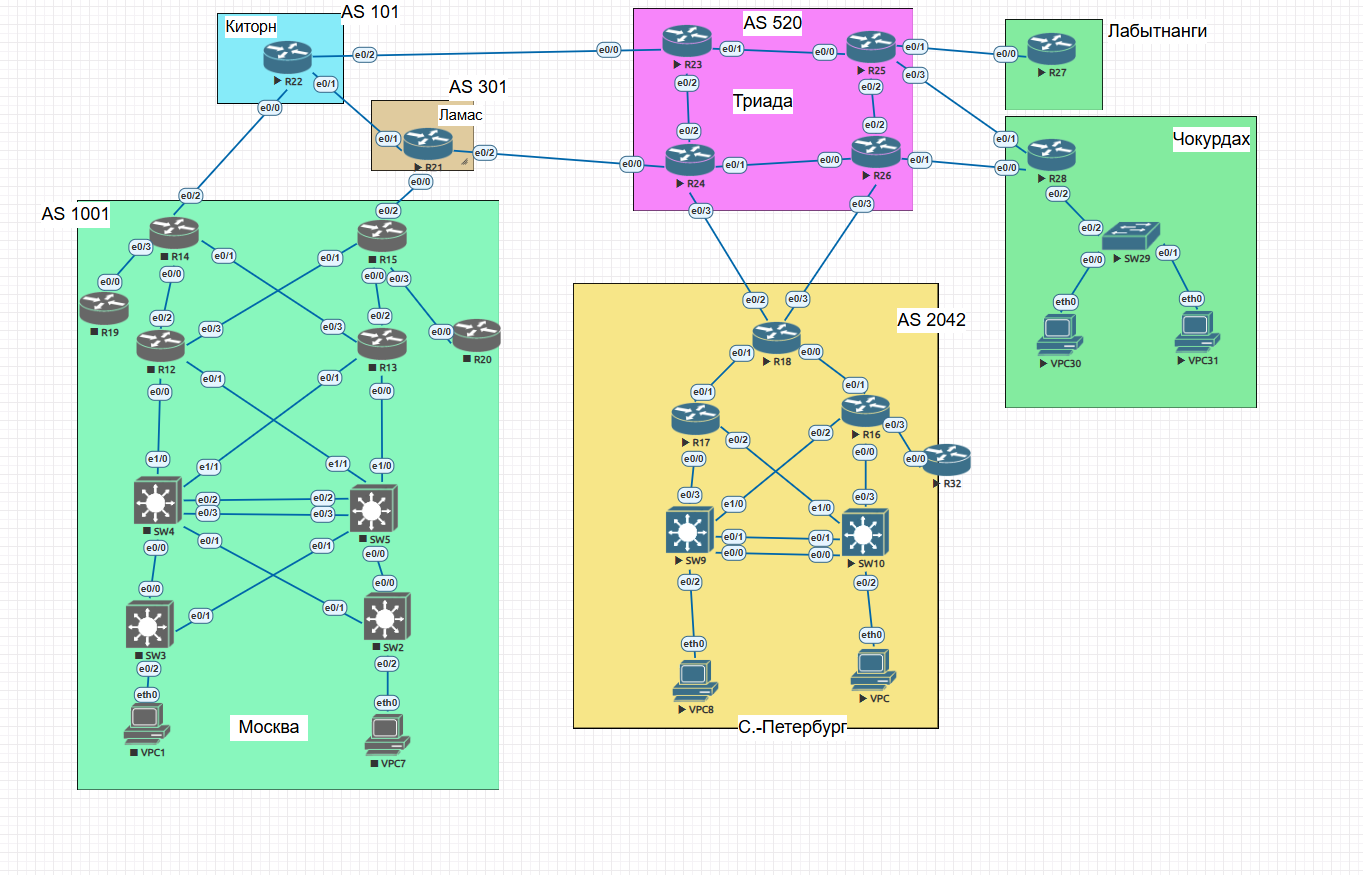 AS 101
Киторн
R22
e0/2
e0/1
e0/0
AS 301
Ламас
e0/1
R21
e0/2
e0/0
AS 520
e0/0
R23
e0/1
e0/2
e0/0
R25
e0/1
e0/3
e0/2
Триада
e0/2
e0/0
R24
e0/1
e0/3
e0/2
e0/0
R26
e0/1
e0/3
Лабытнанги
e0/0
R27
Чокурдах
e0/1
e0/0
R28
e0/2
e0/2
SW29
e0/0
e0/1
eth0
VPC30
eth0
VPC31
AS 1001
e0/2
e0/3
R14
e0/1
e0/0
e0/2
e0/1
R15
e0/0
e0/3
e0/0
R19
e0/2
e0/3
R12
e0/1
e0/0
e0/2
e0/3
R13
e0/1
e0/0
e0/0
R20
e1/0
e1/1
e0/2
e0/3
SW4
e0/1
e0/0
e1/1
e1/0
e0/2
e0/3
SW5
e0/1
e0/0
e0/0
e0/1
SW3
e0/2
e0/0
e0/1
SW2
e0/2
eth0
VPC1
eth0
VPC7
Москва
AS 2042
e0/2
e0/3
R18
e0/1
e0/0
e0/1
R17
e0/2
e0/0
e0/1
R16
e0/3
e0/2
e0/0
e0/0
R32
e0/3
e1/0
e0/1
e0/0
SW9
e0/2
e1/0
e0/3
e0/1
e0/0
SW10
e0/2
eth0
VPC8
eth0
VPC
С.-Петербург